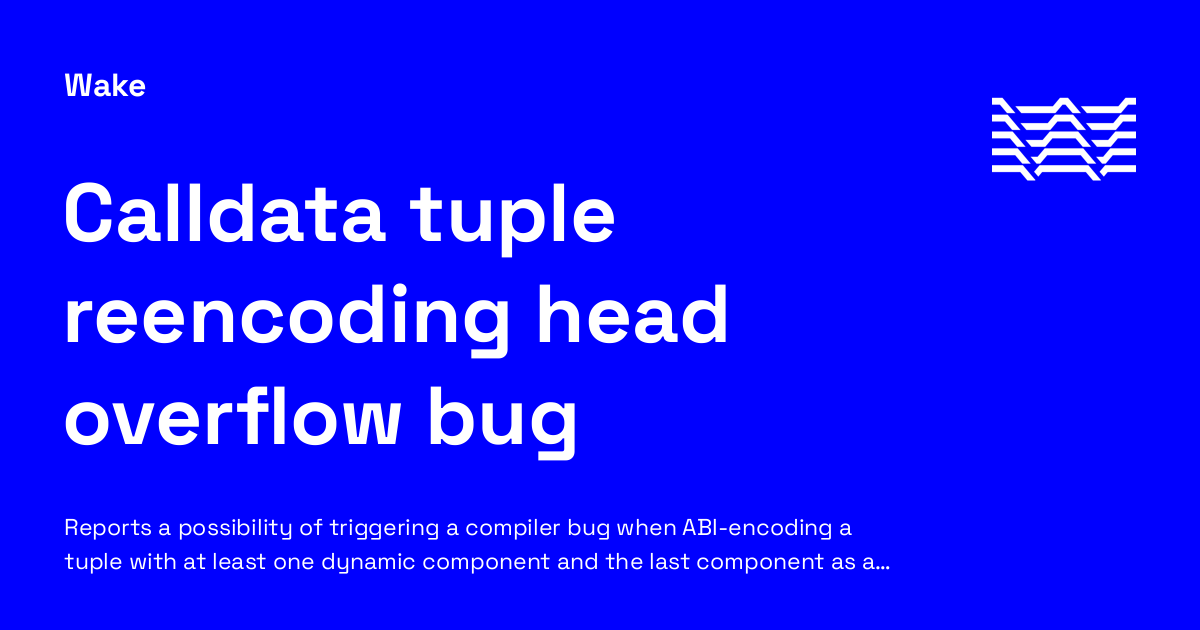 Wake
Calldata tuple
reencoding head
overflow bug
Reports a possibility of triggering a compiler bug when ABI-encoding a
tuple with at least one dynamic component and the last component as a…